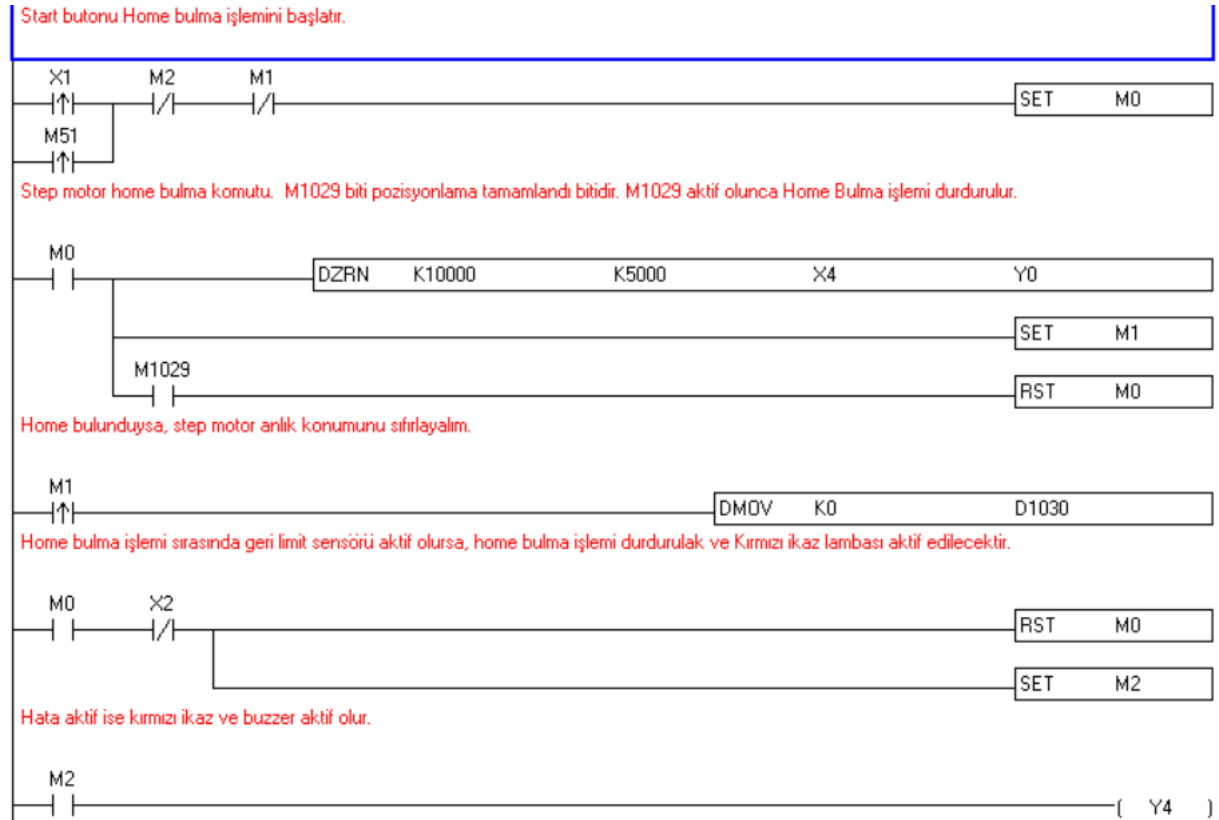 Start butonu Home bulma işlemini başlatır.
X1 M2 M1
SET M0
M51
Step motor home bulma komutu. M1029 biti pozisyonlama tamamlandı bitidir. M1029 aktif olunca Home Bulma işlemi durdurulur.
M0
DZRN K10000 K5000 X4 Y0
SET M1
M1029
RST M0
Home bulunduysa, step motor anlık konumunu sıfırlayalım.
M1
DMOV K0 D1030
Home bulma işlemi sırasında geri limit sensörü aktif olursa, home bulma işlemi durdurulak ve Kırmızı ikaz lambası aktif edilecektir.
M0 X2
RST M0
SET M2
Hata aktif ise kırmızı ikaz ve buzzer aktif olur.
M2
( Y4 )